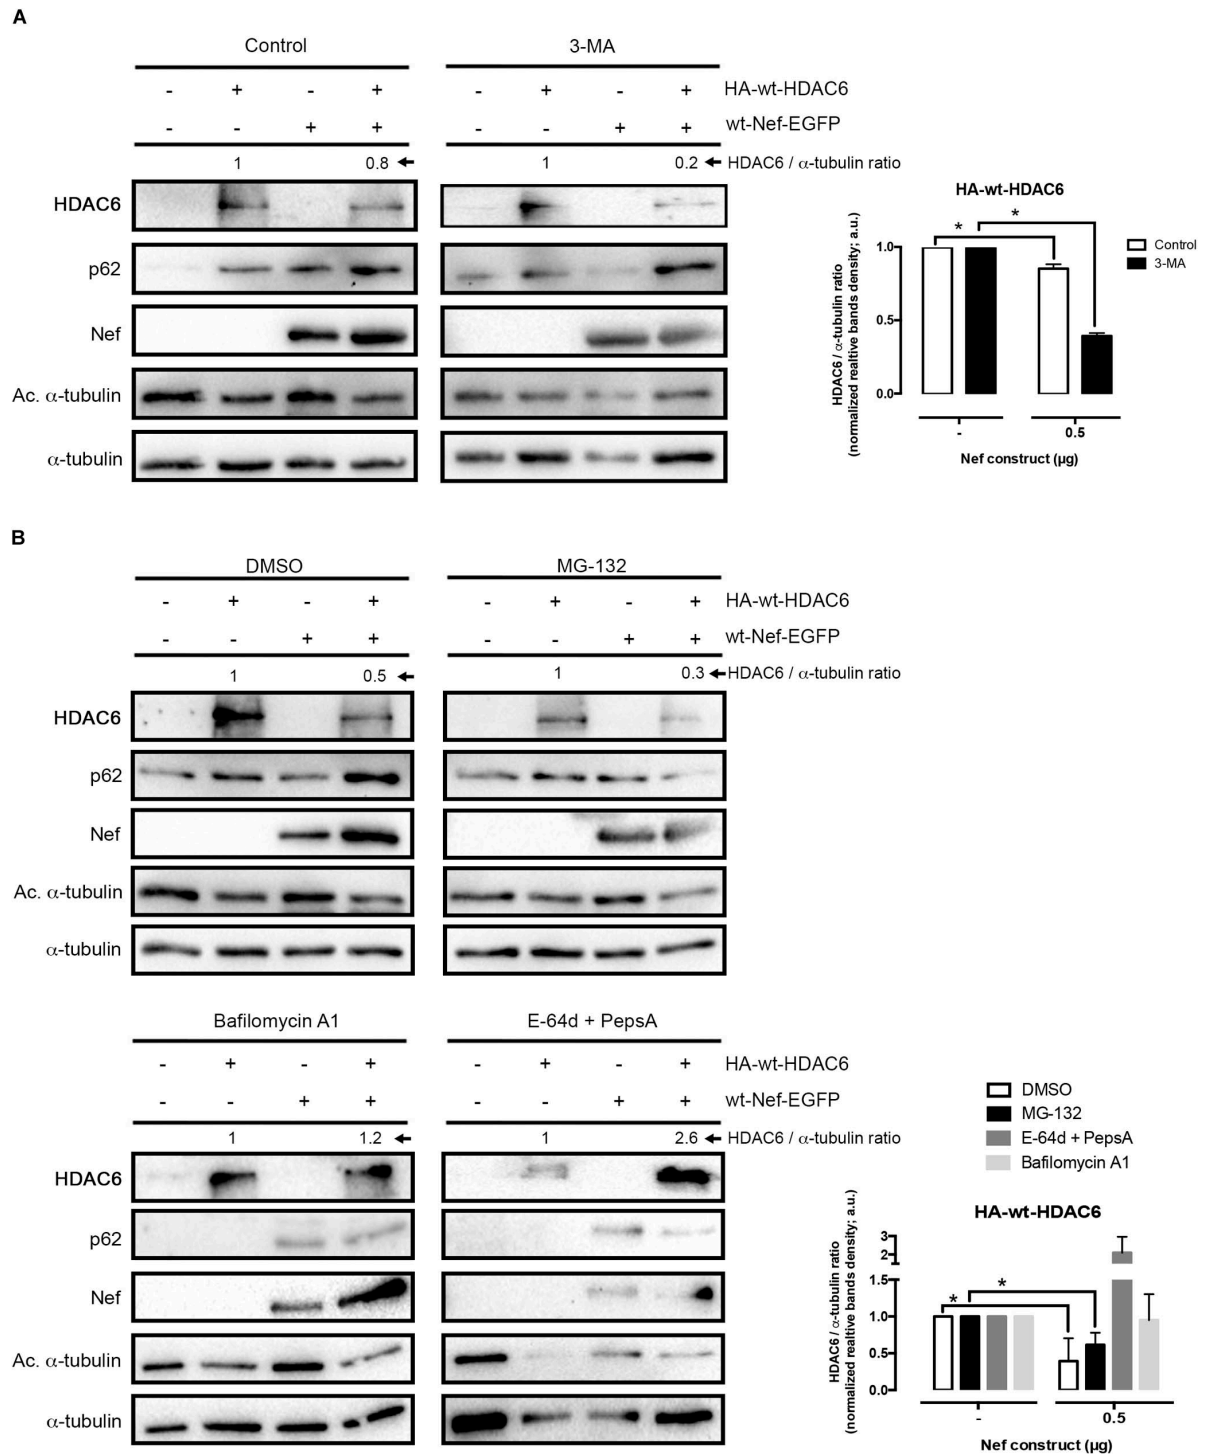 A
Control 3-MA
- + - + - + - + HA-wt-HDAC6
- - + + - - + + wt-Nef-EGFP
1 0.8 1 0.2 HDAC6 / α-tubulin ratio
HDAC6
p62
Nef
Ac. α-tubulin
α-tubulin
HA-wt-HDAC6
Control
3-MA
HDAC6 / α-tubulin ratio
(normalized realtive bands density; a.u.)
1.0
0.5
0.0
* *
- 0.5
Nef construct (µg)
B
DMSO MG-132
- + - + - + - + HA-wt-HDAC6
- - + + - - + + wt-Nef-EGFP
1 0.5 1 0.3 HDAC6 / α-tubulin ratio
HDAC6
p62
Nef
Ac. α-tubulin
α-tubulin
Bafilomycin A1 E-64d + PepsA
- + - + - + - + HA-wt-HDAC6
- - + + - - + + wt-Nef-EGFP
1 1.2 1 2.6 HDAC6 / α-tubulin ratio
HDAC6
p62
Nef
Ac. α-tubulin
α-tubulin
DMSO
MG-132
E-64d + PepsA
Bafilomycin A1
HA-wt-HDAC6
HDAC6 / α-tubulin ratio
(normalized realtive bands density; a.u.)
3
2
1.5
1.0
0.5
0.0
* *
- 0.5
Nef construct (µg)